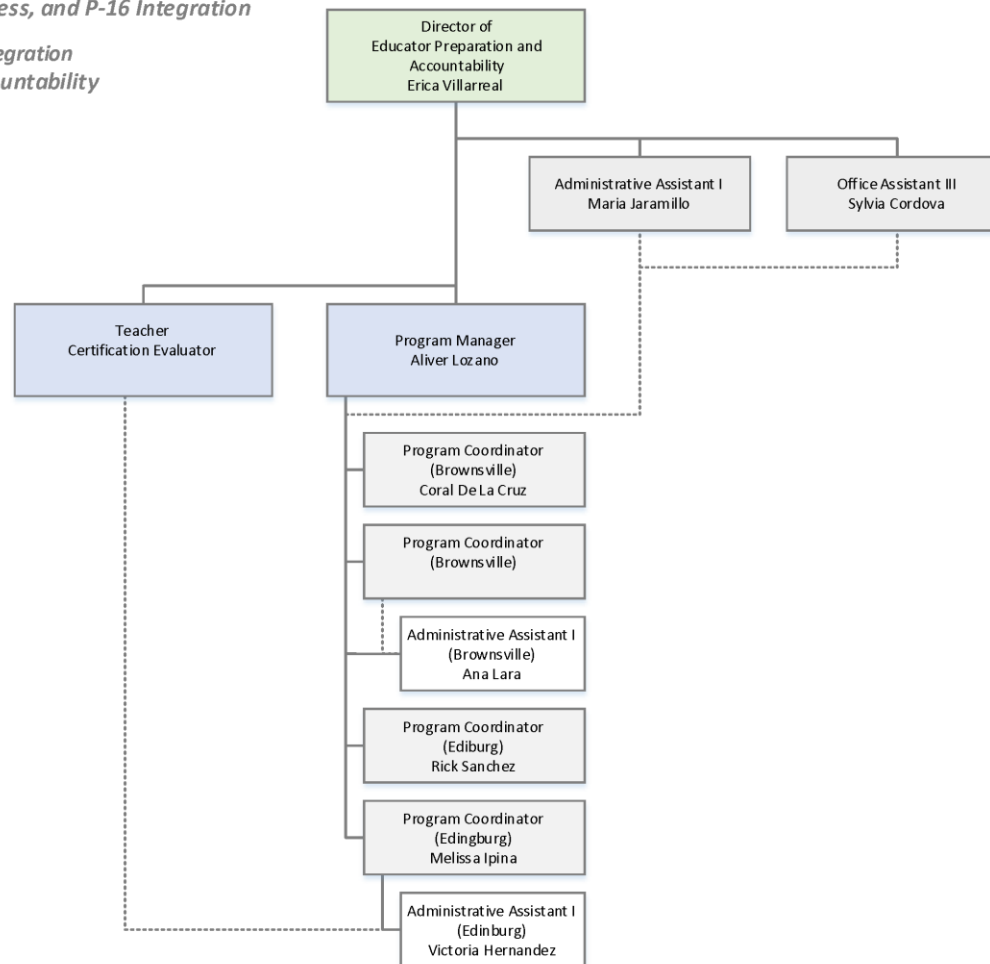 and P-16 Integration
Director of
Educator Preparation and
Accountability
Erica Villarreal
Administrative Assistant I
Maria Jaramillo
Office Assistant III
Sylvia Cordova
Teacher
Certification Evaluator
Program Manager
Aliver Lozano
Program Coordinator
(Brownsville)
Coral De La Cruz
Program Coordinator
(Brownsville)
Administrative Assistant I
(Brownsville)
Ana Lara
Program Coordinator
(Ediburg)
Rick Sanchez
Program Coordinator
(Edingburg)
Melissa Ipina
Administrative Assistant I
(Edinburg)
Victoria Hernandez